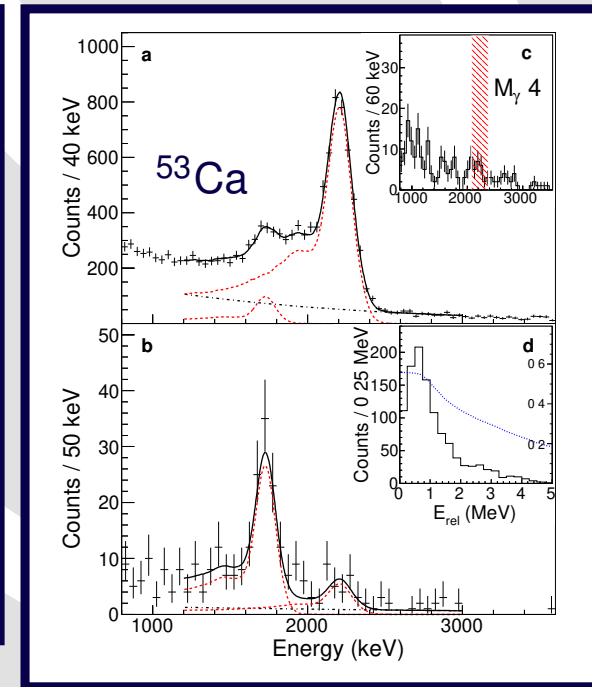 a
53Ca
Counts / 40 keV
1000
800
600
400
200
c
Mγ 4
Counts / 60 keV
30
20
10
0
1000 2000 3000
b
Counts / 50 keV
50
40
30
20
10
0
d
Counts / 0 25 MeV
200
150
100
50
0
0 6
0 4
0 2
0 1 2 3 4 5
Erel (MeV)
1000 2000 3000
Energy (keV)